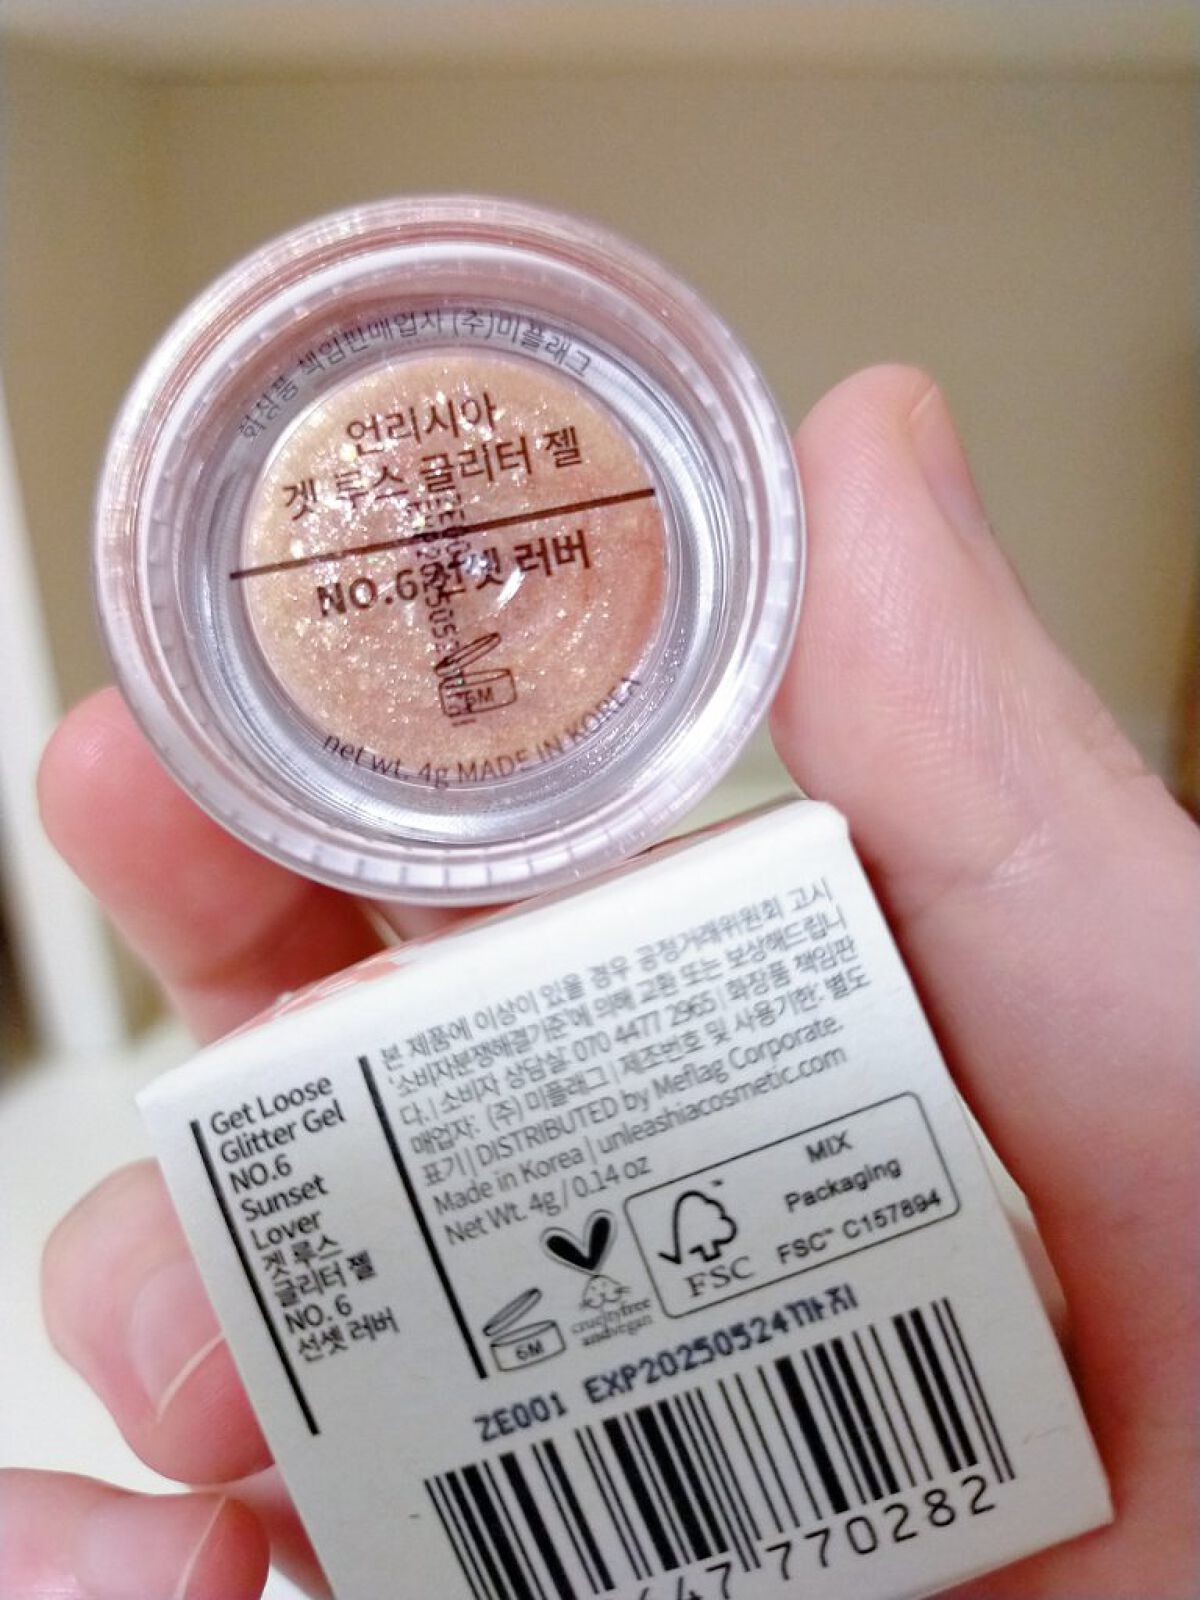 화장품 책임판매업자 (주)미플래그
언리시아
겟 루스 글리터 젤
NO.6 선셋 러버
6M
net wt. 4g MADE IN KOREA
Get Loose
Glitter Gel
NO.6
Sunset
Lover
겟 루스
글리터 젤
NO. 6
선셋 러버
본 제품에 이상이 있을 경우 공정거래위원회 고시
'소비자분쟁해결기준'에 의해 교환 또는 보상해드립니
다. | 소비자 상담실 070 4477 2965 | 화장품 책임판
매업자: (주) 미플래그 | 제조번호 및 사용기한: 별도
표기 | DISTRIBUTED by Meflag Corporate.
Made in Korea | unleashiacosmetic.com
Net Wt. 4g / 0.14 oz
6M
crueltyfree
andvegan
FSC
MIX
Packaging
FSC™ C157894
ZE001 EXP20250524까지
647 770282